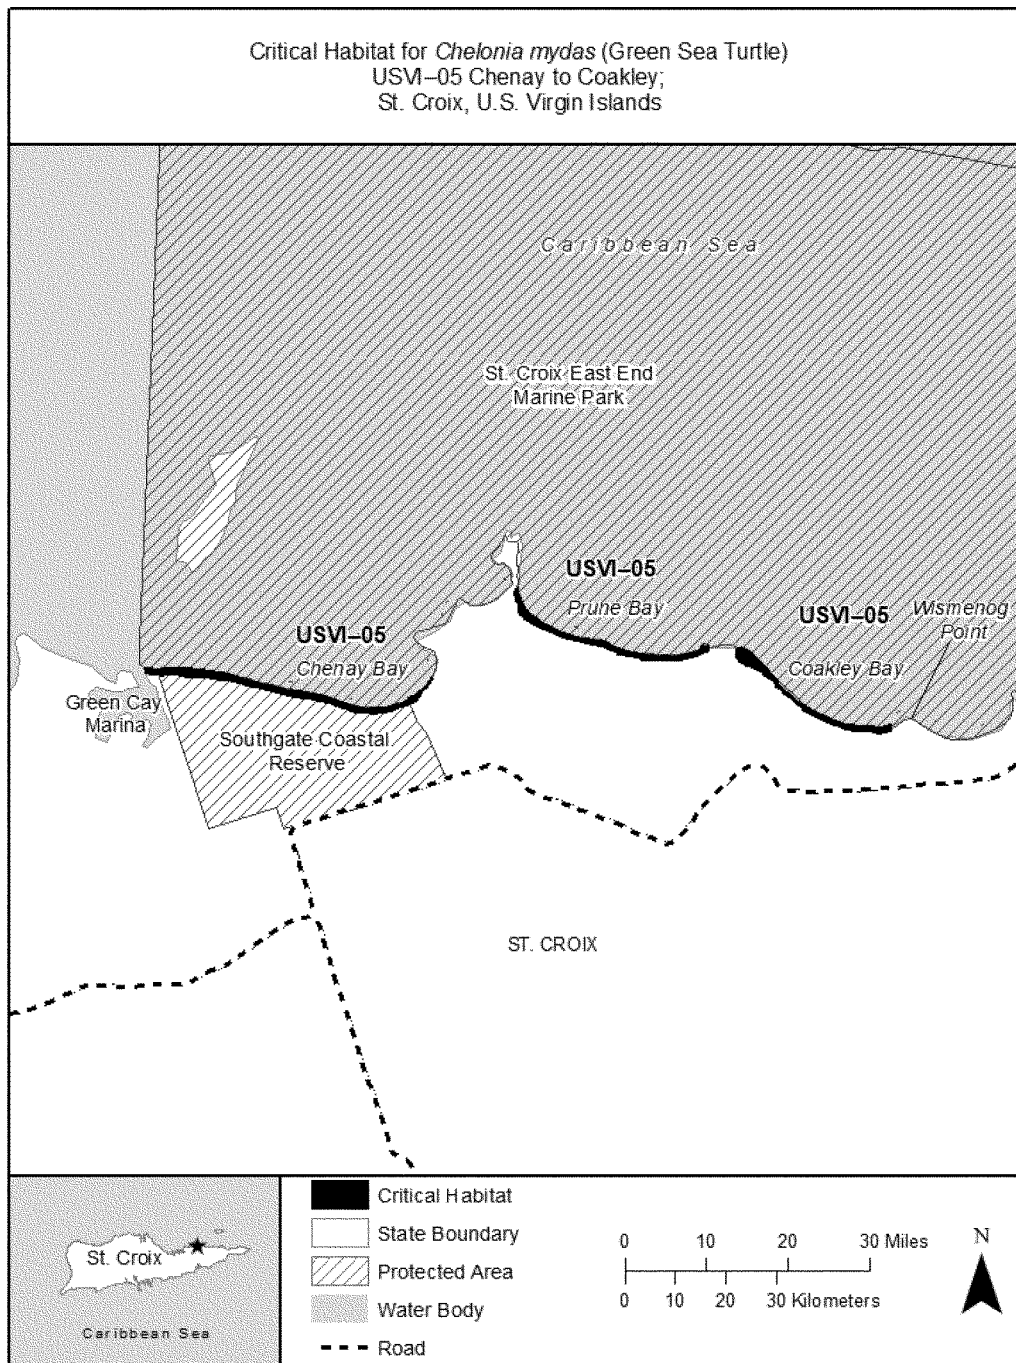 Critical Habitat for Chelonia mydas (Green Sea Turtle)
USVI–05 Chenay to Coakley;
St. Croix, U.S. Virgin Islands
Caribbean Sea
St. Croix East End
Marine Park
USVI–05
Prune Bay
USVI–05
Coakley Bay
Wismenog
Point
USVI–05
Chenay Bay
Green Cay
Marina
Southgate Coastal
Reserve
ST. CROIX
St. Croix
Caribbean Sea
Critical Habitat
State Boundary
Protected Area
Water Body
Road
0 10 20 30 Miles
0 10 20 30 Kilometers
N